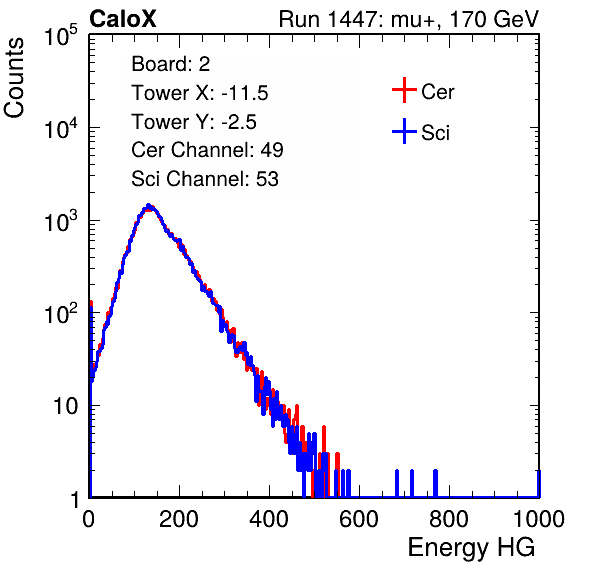 CaloX Run 1447: mu+, 170 GeV
Counts
Board: 2
Tower X: -11.5
Tower Y: -2.5
Cer Channel: 49
Sci Channel: 53
Cer
Sci
10^5
10^4
10^3
10^2
10
1
0 200 400 600 800 1000
Energy HG